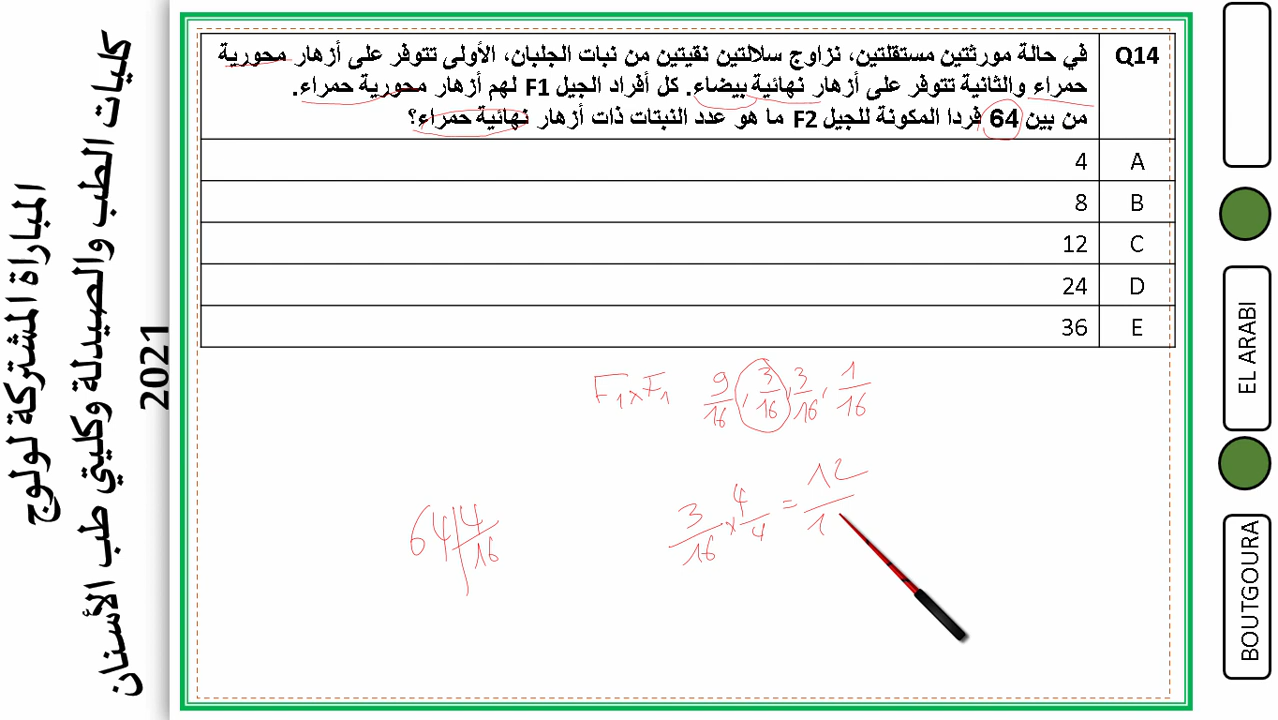 المباراة المشتركة لولوج
كليات الطب والصيدلة وكليتي طب الأسنان
2021
Q14
في حالة مورثتين مستقلتين، نزاوج سلالتين نقيتين من نبات الجلبان، الأولى تتوفر على أزهار محورية
حمراء والثانية تتوفر على أزهار نهائية بيضاء. كل أفراد الجيل F1 لهم أزهار محورية حمراء.
من بين 64 فردا المكونة للجيل F2 ما هو عدد النبتات ذات أزهار نهائية حمراء؟
A 4
B 8
C 12
D 24
E 36
F1 x F1 9/16 , 3/16 , 3/16 , 1/16
64 | 4
16
3/16 x 4/4 = 12/1
EL ARABI
BOUTGOURA